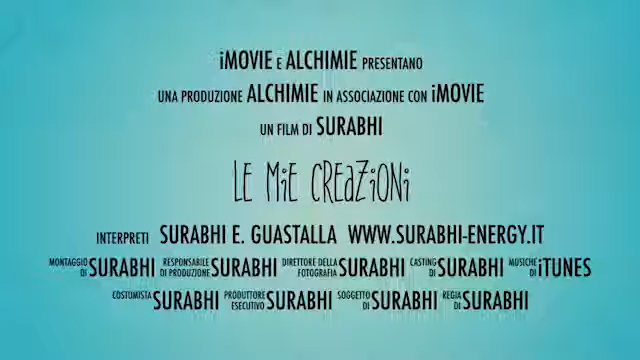 iMOVIE E ALCHIMIE PRESENTANO
UNA PRODUZIONE ALCHIMIE IN ASSOCIAZIONE CON iMOVIE
UN FILM DI SURABHI
LE MiE CREaZiONi
INTERPRETI SURABHI E. GUASTALLA WWW.SURABHI-ENERGY.IT
MONTAGGIO DI SURABHI RESPONSABILE DI PRODUZIONE SURABHI DIRETTORE DELLA FOTOGRAFIA SURABHI CASTING DI SURABHI MUSICHE DI iTUNES
COSTUMISTA SURABHI PRODUTTORE ESECUTIVO SURABHI SOGGETTO DI SURABHI REGIA DI SURABHI